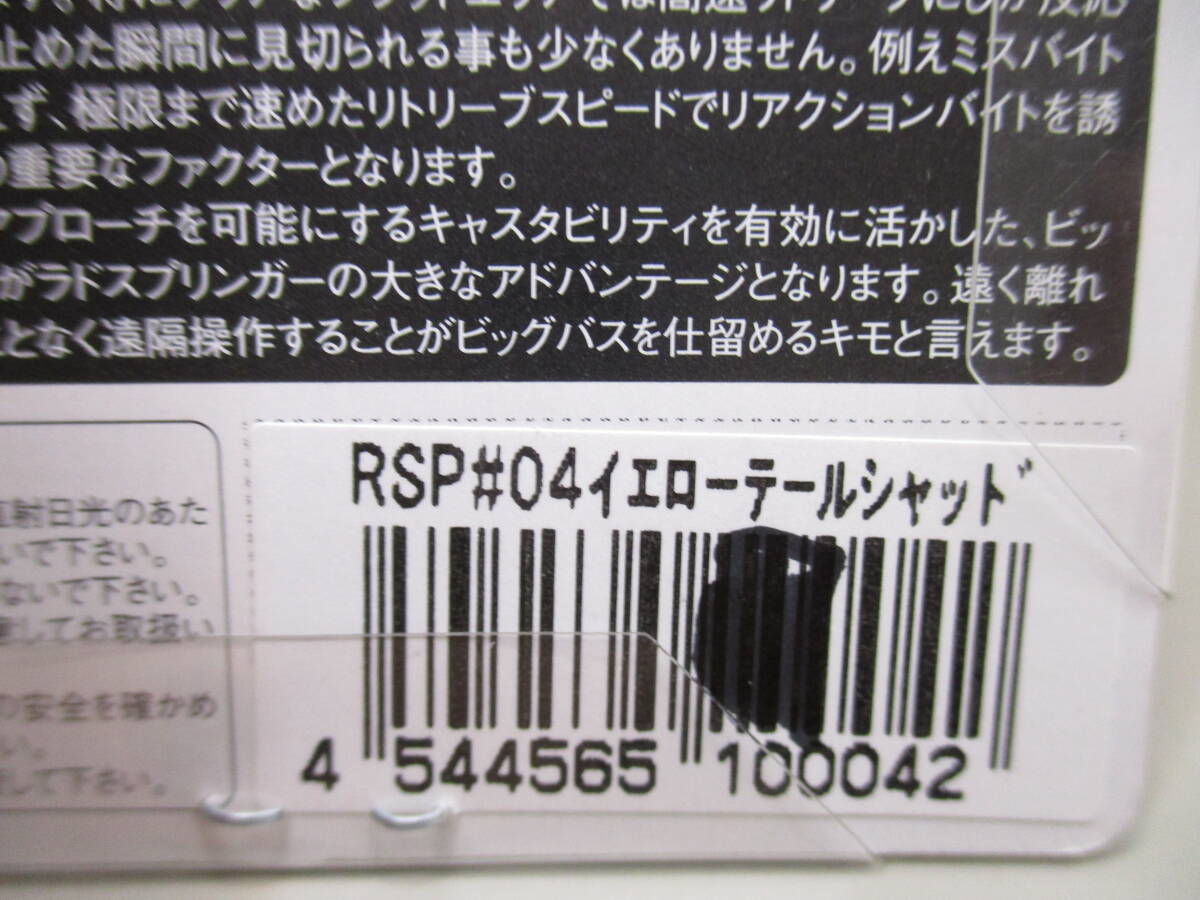 止めた瞬間に見切られる事も少なくありません。例えミスバイト
ず、極限まで速めたリトリーブスピードでリアクションバイトを誘
の重要なファクターとなります。
アプローチを可能にするキャスタビリティを有効に活かした、ビッ
がラドスプリンガーの大きなアドバンテージとなります。遠く離れ
となく遠隔操作することがビッグバスを仕留めるキモと言えます。
直射日光のあた
いで下さい。
ないで下さい。
してお取扱い
の安全を確かめ
い。
して下さい。
RSP#04イエローテールシャッド
4 544565 100042